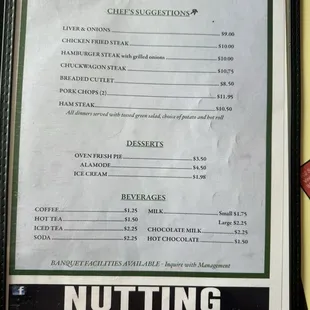 CHEF'S SUGGESTIONS
LIVER & ONIONS $9.00
CHICKEN FRIED STEAK $10.00
HAMBURGER STEAK with grilled onions $10.00
CHUCKWAGON STEAK $10.75
BREADED CUTLET $8.50
PORK CHOPS (2) $11.95
HAM STEAK $10.50
All dinners served with tossed green salad, choice of potato and hot roll
DESSERTS
OVEN FRESH PIE $3.50
ALAMODE $4.50
ICE CREAM $1.98
BEVERAGES
COFFEE $1.25
HOT TEA $1.50
ICED TEA $2.25
SODA $2.25
MILK Small $1.75
Large $2.25
CHOCOLATE MILK $2.25
HOT CHOCOLATE $1.50
BANQUET FACILITIES AVAILABLE - Inquire with Management
f
NUTTING